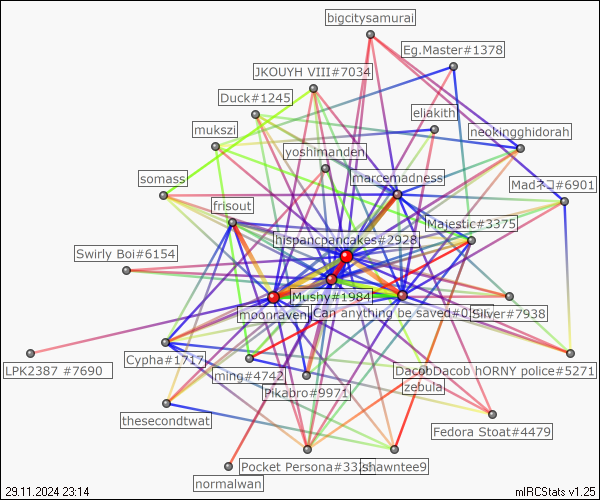 bigcitysamurai
Eg.Master#1378
JKOUYH VIII#7034
Duck#1245
eliakith
mukszi
neokingghidorah
yoshimanden
somass
marcemadness
Madネコ#6901
frisout
Majestic#3375
hispancpancakes#2928
Swirly Boi#6154
Mushy#1984
moonraven
Can anything be saved#0
Silver#7938
Cypha#1717
LPK2387 #7690
ming#4742
DacobDacob hORNY police#5271
Pikabro#9971
zebula
thesecondtwat
Fedora Stoat#4479
Pocket Persona#332
shawntee9
normalwan
29.11.2024 23:14
mIRCStats v1.25